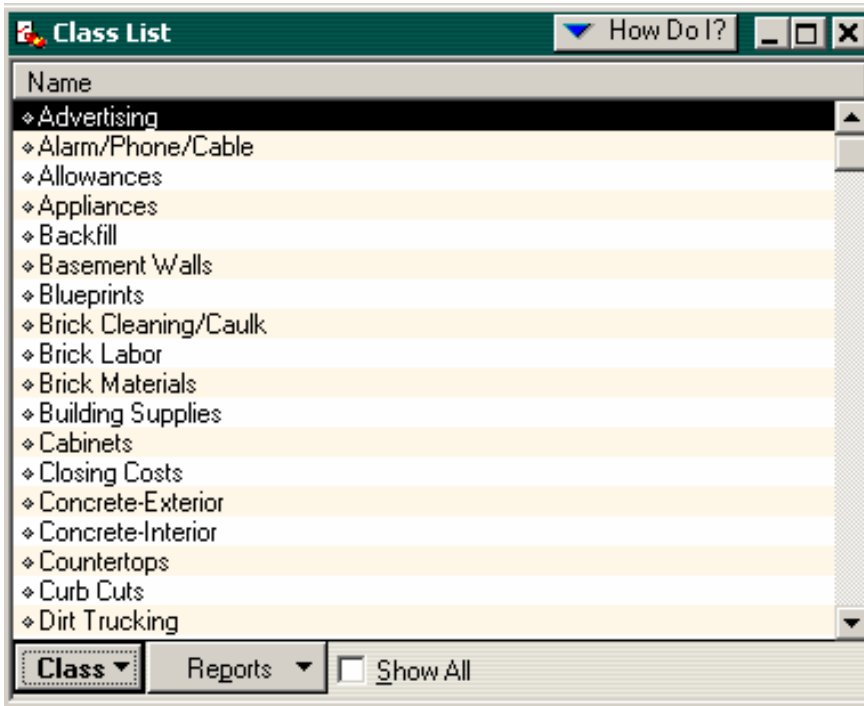 Class List
How Do I?
Name
Advertising
Alarm/Phone/Cable
Allowances
Appliances
Backfill
Basement Walls
Blueprints
Brick Cleaning/Caulk
Brick Labor
Brick Materials
Building Supplies
Cabinets
Closing Costs
Concrete-Exterior
Concrete-Interior
Countertops
Curb Cuts
Dirt Trucking
Class Reports Show All